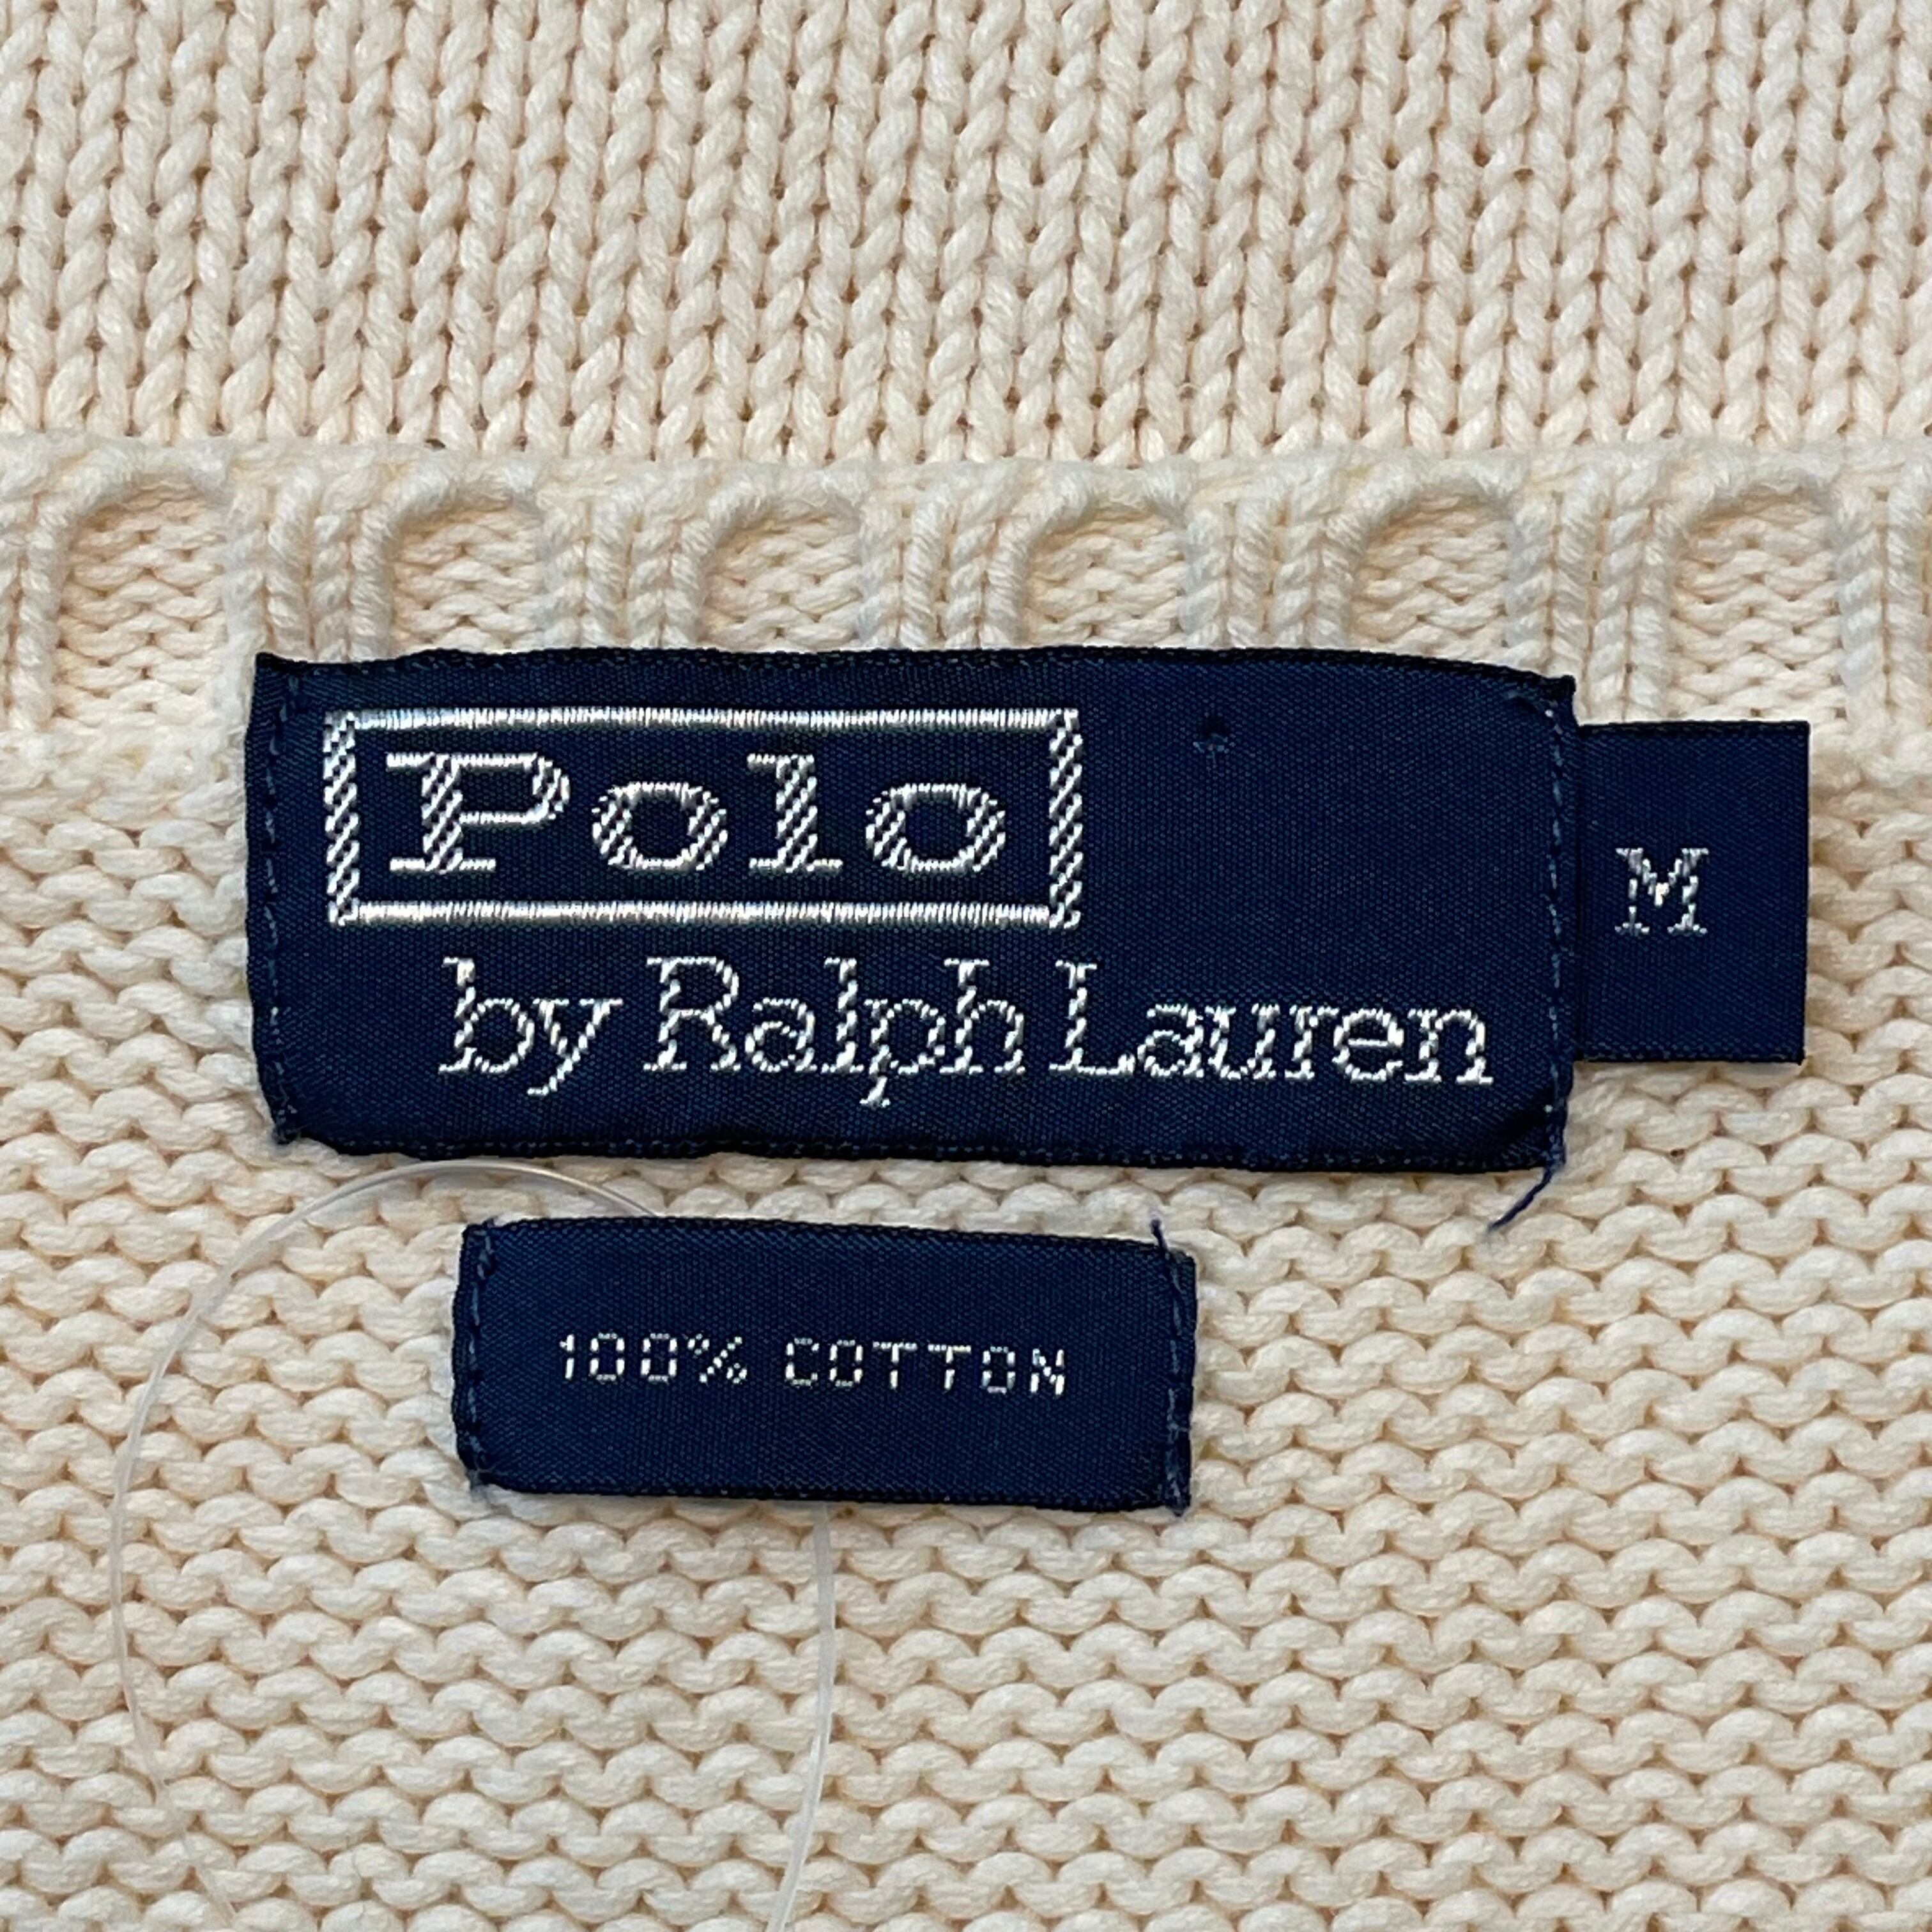 Polo
by Ralph Lauren
M
100% COTTON